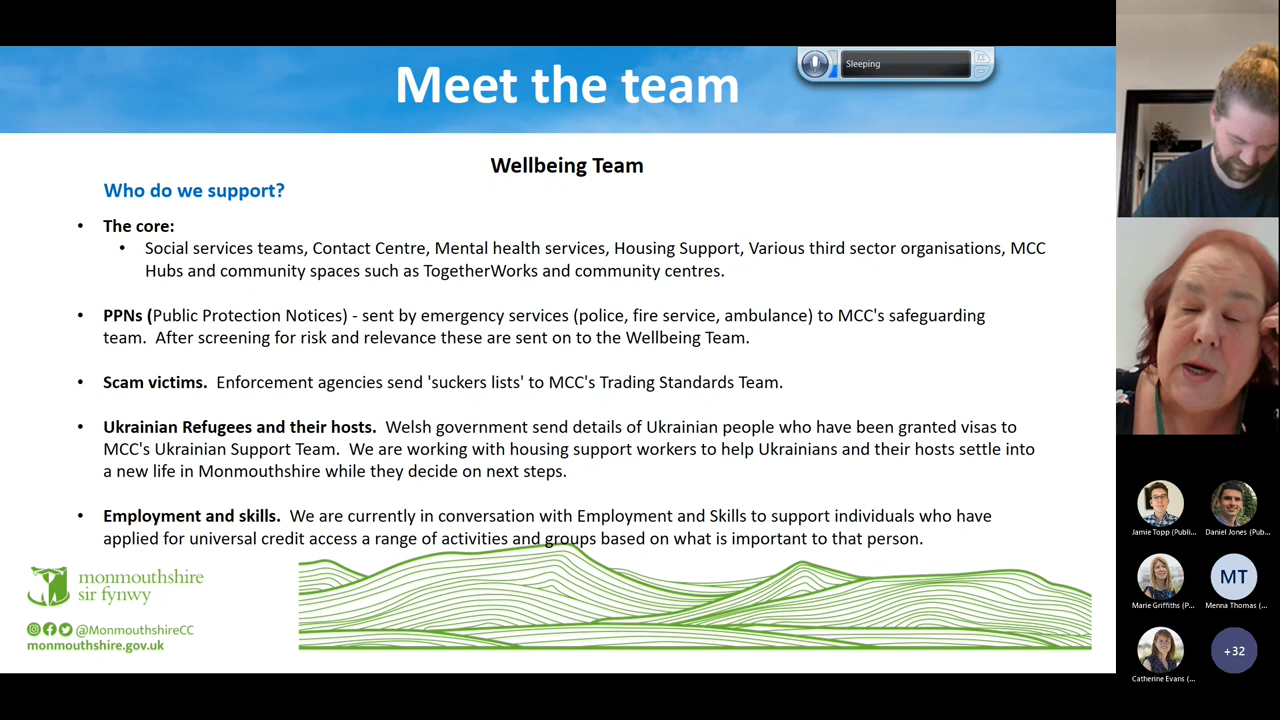 Meet the team
Sleeping
Wellbeing Team
Who do we support?
• The core:
• Social services teams, Contact Centre, Mental health services, Housing Support, Various third sector organisations, MCC
Hubs and community spaces such as TogetherWorks and community centres.
• PPNs (Public Protection Notices) - sent by emergency services (police, fire service, ambulance) to MCC's safeguarding
team.  After screening for risk and relevance these are sent on to the Wellbeing Team.
• Scam victims.  Enforcement agencies send 'suckers lists' to MCC's Trading Standards Team.
• Ukrainian Refugees and their hosts.  Welsh government send details of Ukrainian people who have been granted visas to
MCC's Ukrainian Support Team.  We are working with housing support workers to help Ukrainians and their hosts settle into
a new life in Monmouthshire while they decide on next steps.
• Employment and skills.  We are currently in conversation with Employment and Skills to support individuals who have
applied for universal credit access a range of activities and groups based on what is important to that person.
monmouthshire
sir fynwy
@MonmouthshireCC
monmouthshire.gov.uk
Jamie Topp (Publi...
Daniel Jones (Pub...
Marie Griffiths (P...
MT
Menna Thomas (...
Catherine Evans (...
+32